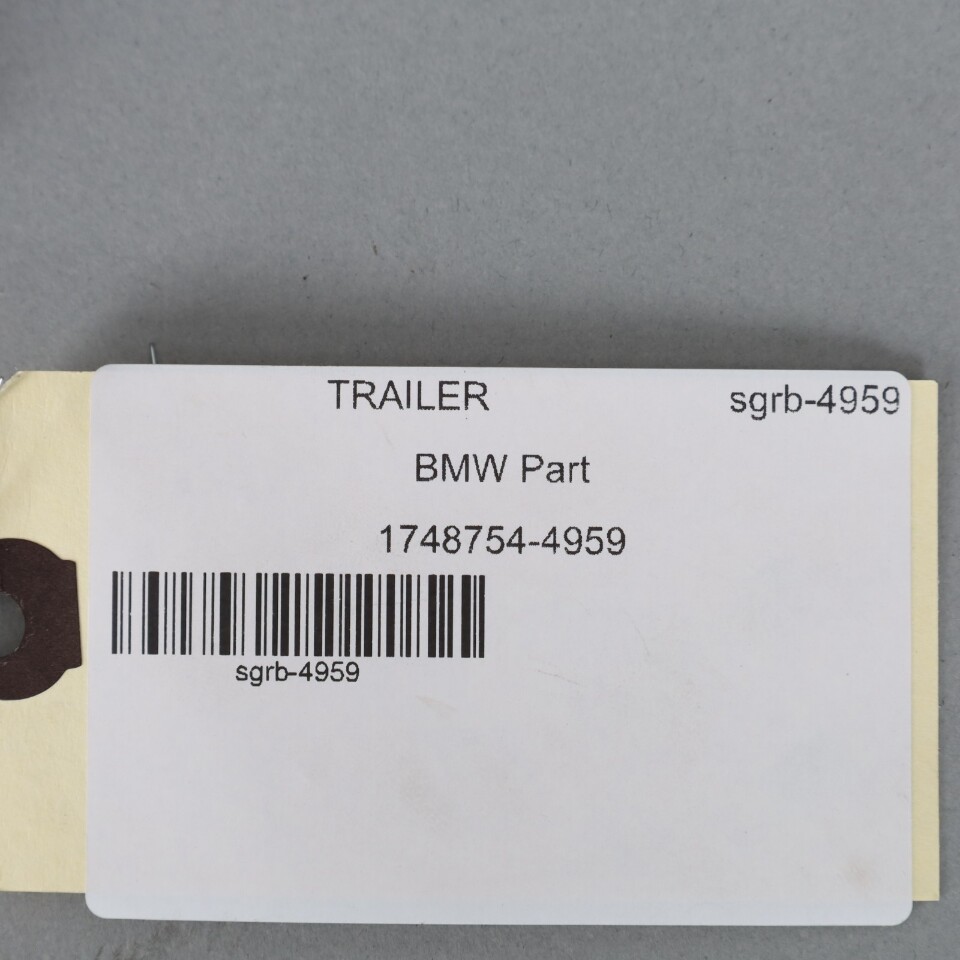 TRAILER sgrb-4959
BMW Part
1748754-4959
sgrb-4959